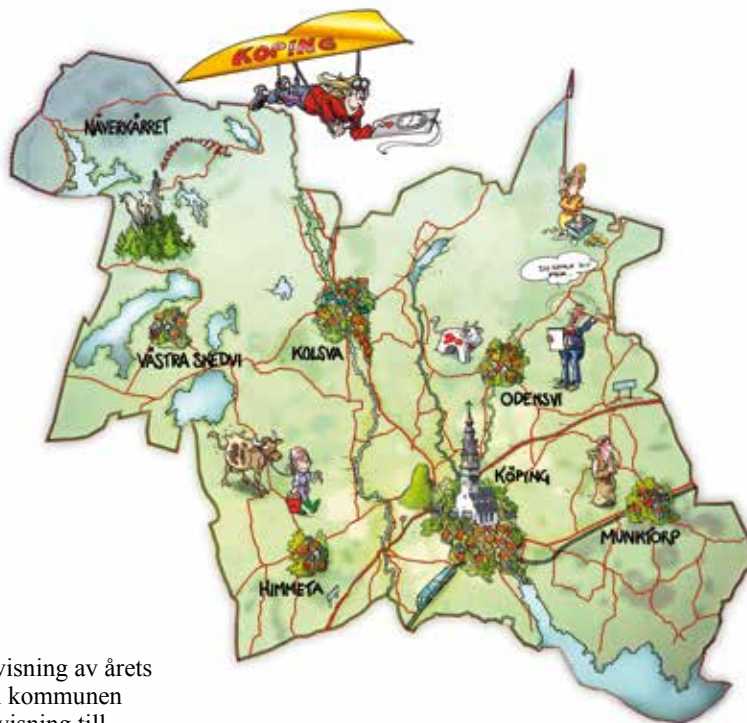 KÖPING
NÄVERKÄRRET
VÄSTRA SKEDVI
KOLSVA
ODENSVI
KÖPING
MUNKTORP
HIMMETA
visning av årets
kommunen
visning till